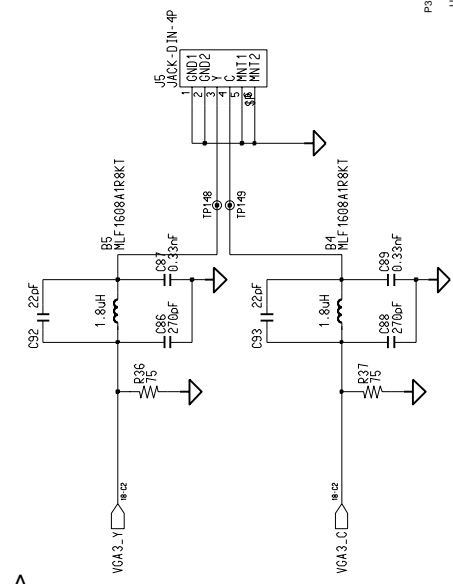 J5
JACK-DIN-4P
1 GND1
2 GND2
3 Y
4 C
5 MNT1
MNT2
TP148
TP149
B5
MLF1608A1R8KT
C92
22pF
1.8uH
C87
0.33nF
C86
270pF
R36
75
18-C2
VGA3_Y
B4
MLF1608A1R8KT
C93
22pF
1.8uH
C89
0.33nF
C88
270pF
R37
75
18-C2
VGA3_C
A
P3